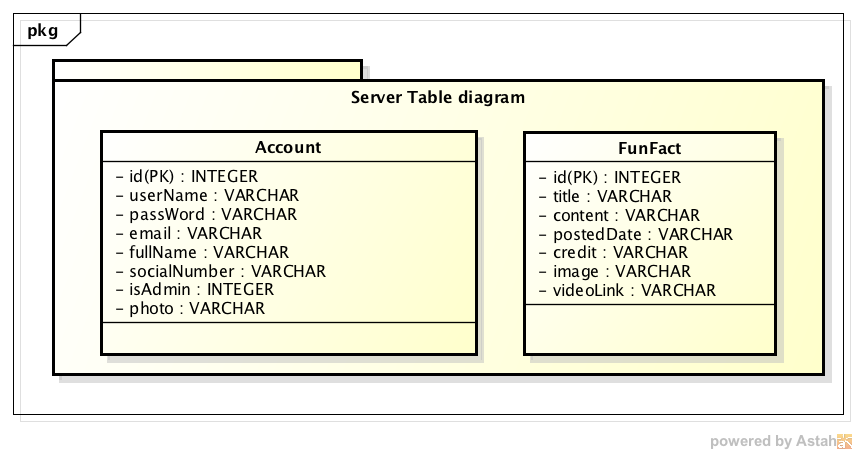 pkg
Server Table diagram
Account
- id(PK) : INTEGER
- userName : VARCHAR
- passWord : VARCHAR
- email : VARCHAR
- fullName : VARCHAR
- socialNumber : VARCHAR
- isAdmin : INTEGER
- photo : VARCHAR
FunFact
- id(PK) : INTEGER
- title : VARCHAR
- content : VARCHAR
- postedDate : VARCHAR
- credit : VARCHAR
- image : VARCHAR
- videoLink : VARCHAR
powered by Astah